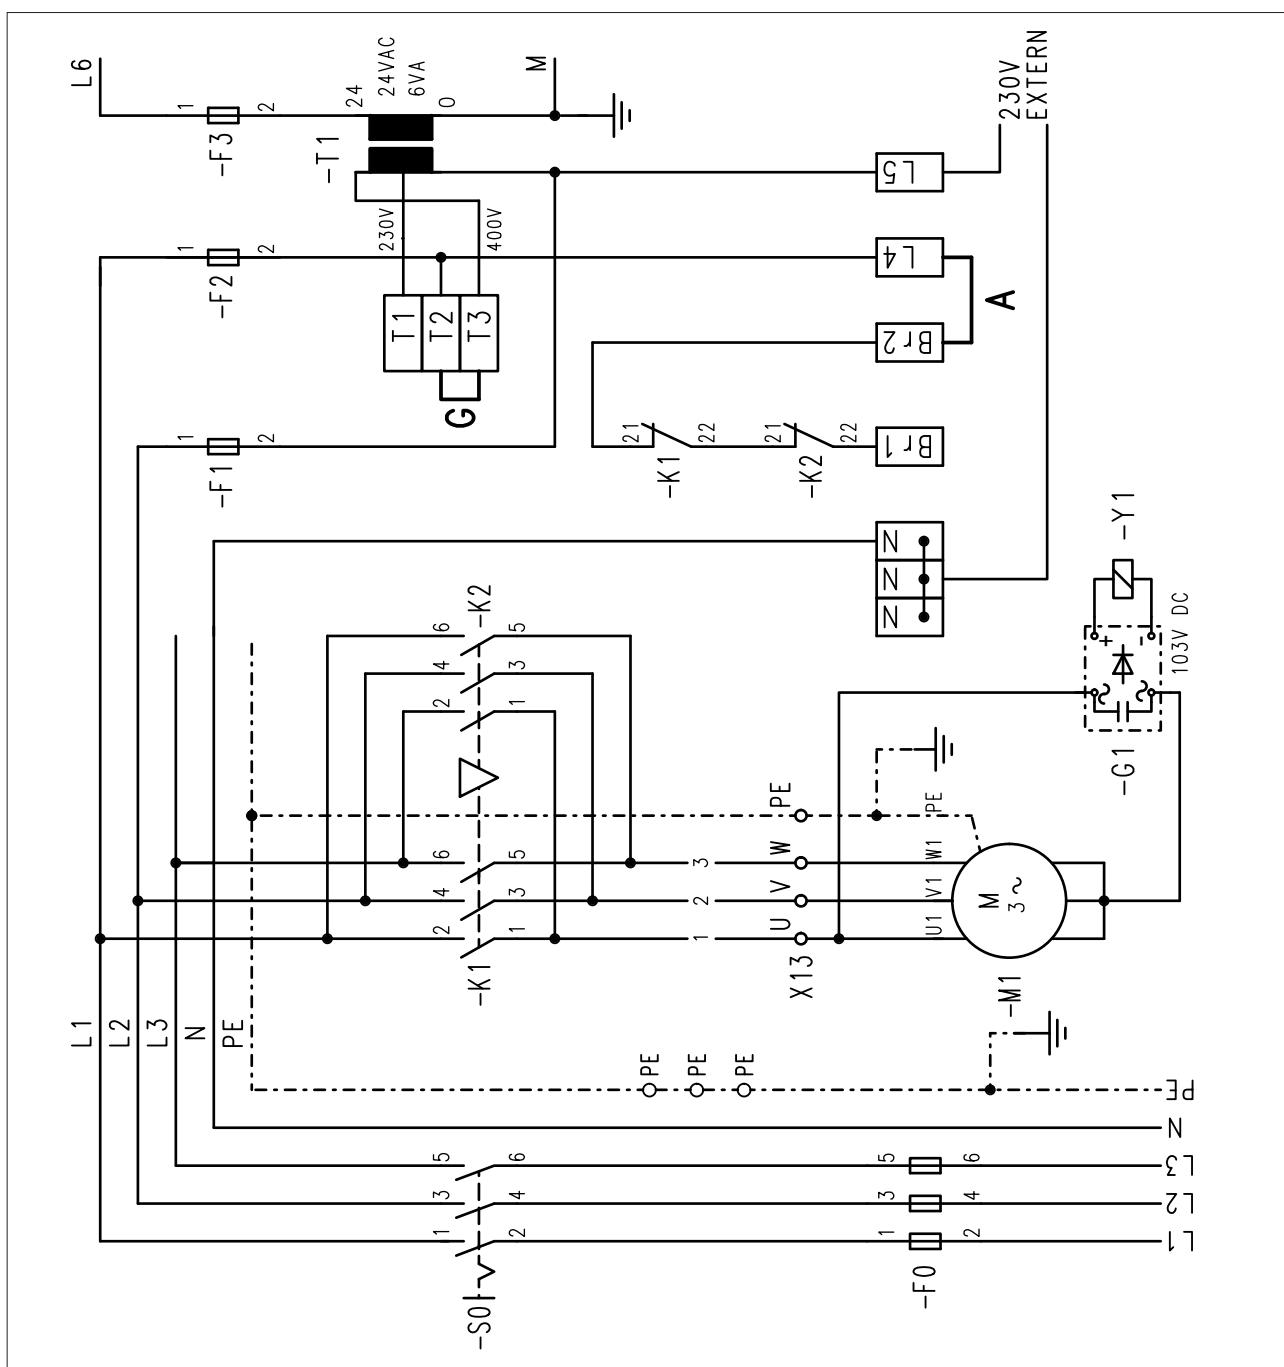 L6
1
2
-F3
24
24VAC
6VA
0
-T1
M
230V
EXTERN
L5
230V
400V
1
2
-F2
L4
T1
T2
T3
G
A
Br2
1
2
-F1
21
22
-K1
21
22
-K2
Br1
N
N
N
-Y1
+
-
103V DC
-G1
6
5
4
3
2
1
-K2
PE
PE
6
5
3
W
W1
4
3
2
V
V1
2
1
1
U
U1
-K1
X13
M
3~
-M1
L1
L2
L3
N
PE
PE
PE
PE
PE
N
5
6
5
6
L3
3
4
3
4
L2
1
2
1
2
L1
-S0
-F0